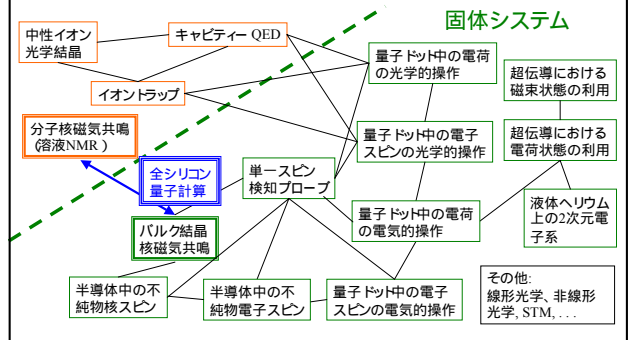 固体システム
中性イオン
光学結晶
キャビティー QED
イオントラップ
量子ドット中の電荷
の光学的操作
超伝導における
磁束状態の利用
分子核磁気共鳴
(溶液NMR )
全シリコン
量子計算
単一スピン
検知プローブ
量子ドット中の電子
スピンの光学的操作
超伝導における
電荷状態の利用
バルク結晶
核磁気共鳴
量子ドット中の電荷
の電気的操作
液体ヘリウム
上の2次元電
子系
半導体中の不
純物核スピン
半導体中の不
純物電子スピン
量子ドット中の電子
スピンの電気的操作
その他:
線形光学、非線形
光学, STM, . . .